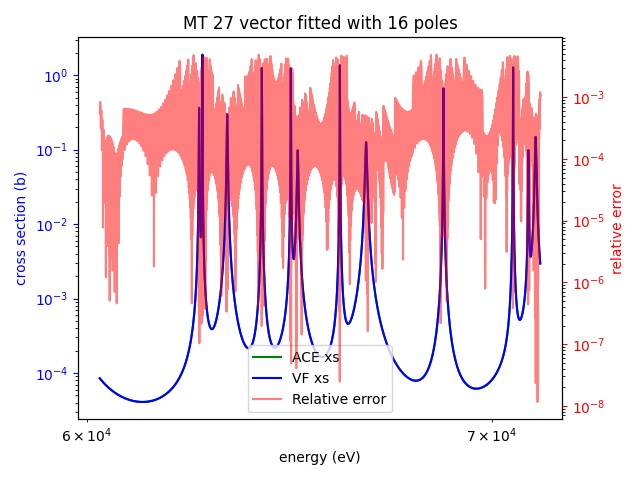 MT 27 vector fitted with 16 poles
10⁰
10⁻¹
10⁻²
10⁻³
10⁻⁴
cross section (b)
10⁻³
10⁻⁴
10⁻⁵
10⁻⁶
10⁻⁷
10⁻⁸
relative error
ACE xs
VF xs
Relative error
6 × 10⁴
7 × 10⁴
energy (eV)